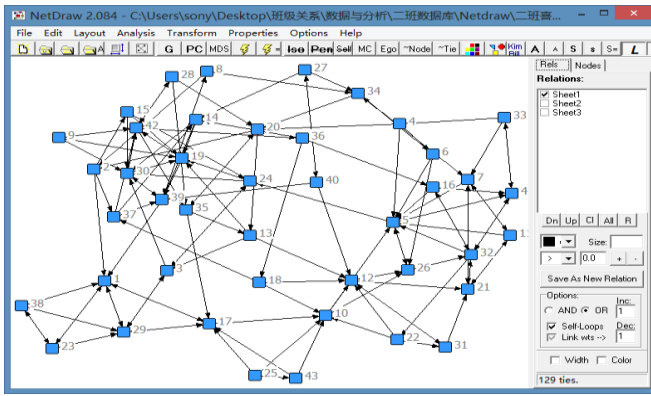 NetDraw 2.084 - C:\Users\sony\Desktop\班级关系\数据与分析\二班数据库\Netdraw\二班喜...
File Edit Layout Analysis Transform Properties Options Help
G PC MDS = Iso Pen Sell MC Ego ~Node ~Tie A A S s S= L
Rels Nodes
Relations:
Sheet1
Sheet2
Sheet3
Dn Up Cl All R
Size:
> 0.0 + -
Save As New Relation
Options:
AND OR Inc: 1
Self-Loops Dec:
Link wts --> 1
Width Color
129 ties.
8 27
28 34
15 14 20 4 33
42 36
9 6
19
2 30 24 40 16 7
39 35 5
37 13
32
3 26
1 18 12 21
38 10
29 17 22
23 31
25 43